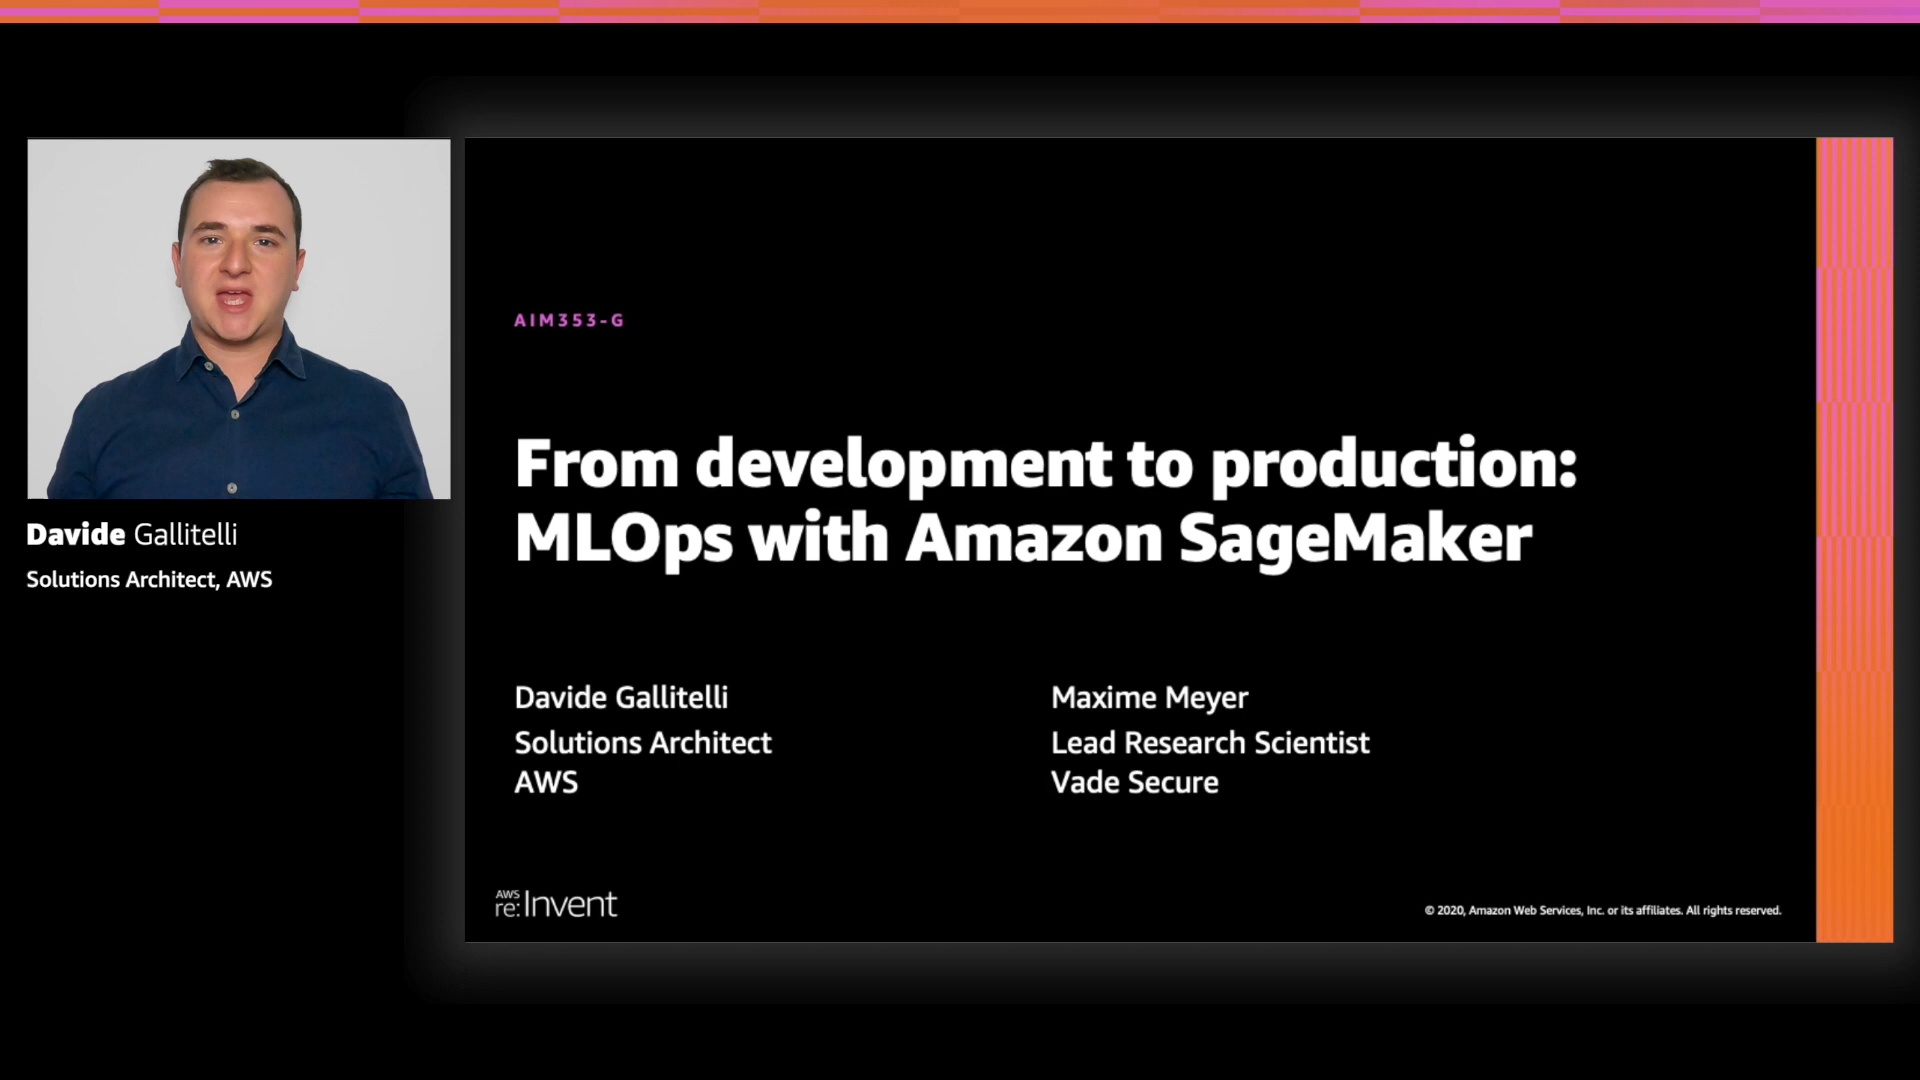 Davide Gallitelli
Solutions Architect, AWS
AIM353-G
From development to production:
MLOps with Amazon SageMaker
Davide Gallitelli
Solutions Architect
AWS
Maxime Meyer
Lead Research Scientist
Vade Secure
AWS
re:Invent
© 2020, Amazon Web Services, Inc. or its affiliates. All rights reserved.